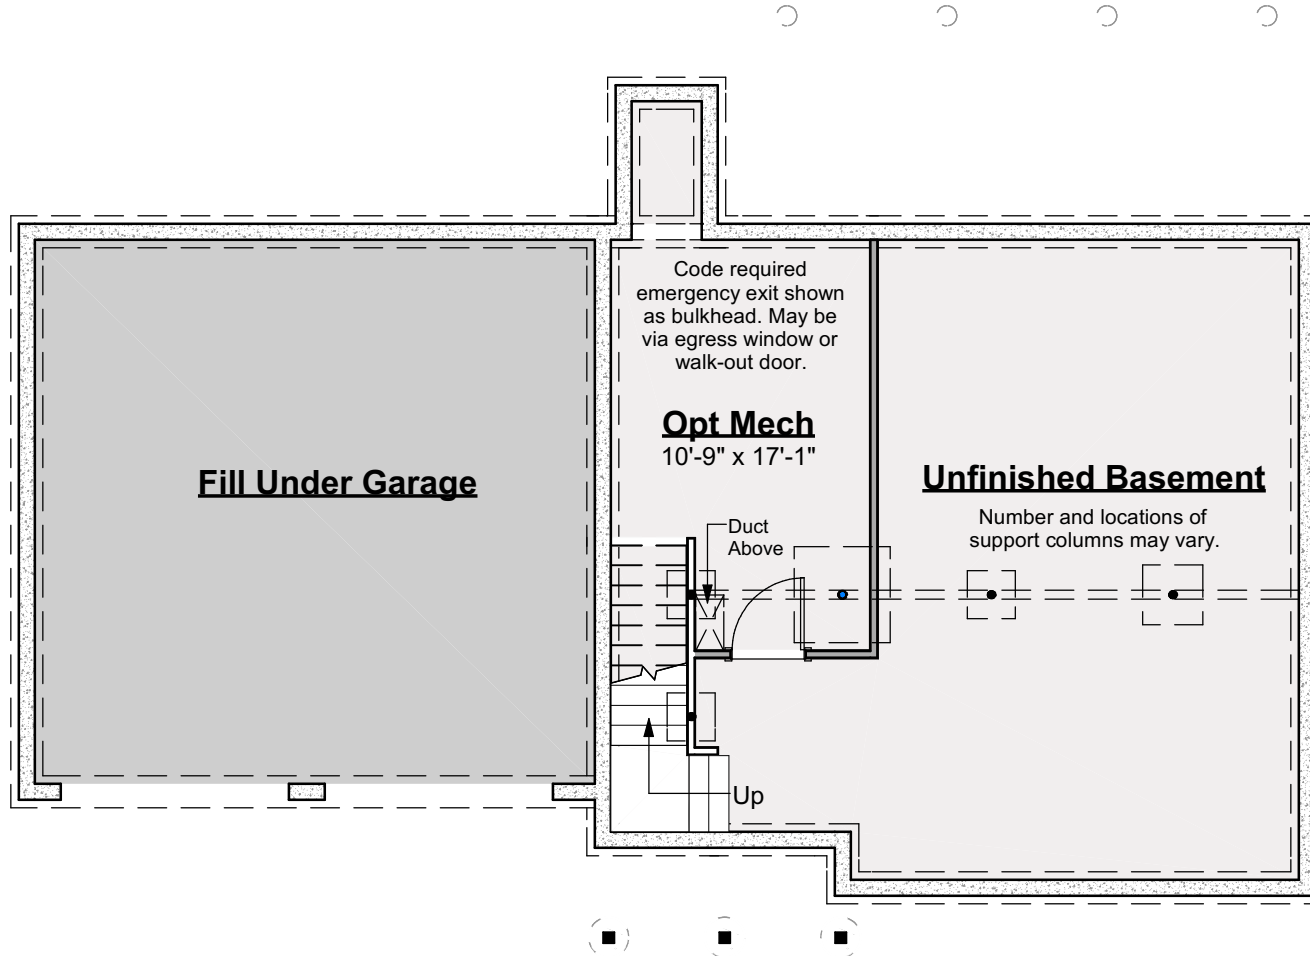 Code required
emergency exit shown
as bulkhead. May be
via egress window or
walk-out door.
Opt Mech
10'-9" x 17'-1"
Fill Under Garage
Unfinished Basement
Number and locations of
support columns may vary.
Duct
Above
Up